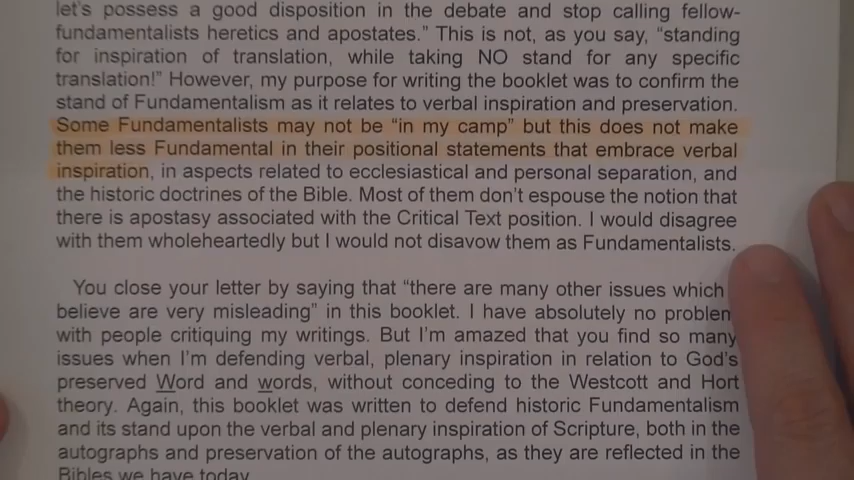 let's possess a good disposition in the debate and stop calling fellow-
fundamentalists heretics and apostates.” This is not, as you say, “standing
for inspiration of translation, while taking NO stand for any specific
translation!” However, my purpose for writing the booklet was to confirm the
stand of Fundamentalism as it relates to verbal inspiration and preservation.
Some Fundamentalists may not be “in my camp” but this does not make
them less Fundamental in their positional statements that embrace verbal
inspiration, in aspects related to ecclesiastical and personal separation, and
the historic doctrines of the Bible. Most of them don't espouse the notion that
there is apostasy associated with the Critical Text position. I would disagree
with them wholeheartedly but I would not disavow them as Fundamentalists.
You close your letter by saying that “there are many other issues which I
believe are very misleading” in this booklet. I have absolutely no problem
with people critiquing my writings. But I'm amazed that you find so many
issues when I'm defending verbal, plenary inspiration in relation to God's
preserved Word and words, without conceding to the Westcott and Hort
theory. Again, this booklet was written to defend historic Fundamentalism
and its stand upon the verbal and plenary inspiration of Scripture, both in the
autographs and preservation of the autographs, as they are reflected in the
Bibles we have today.